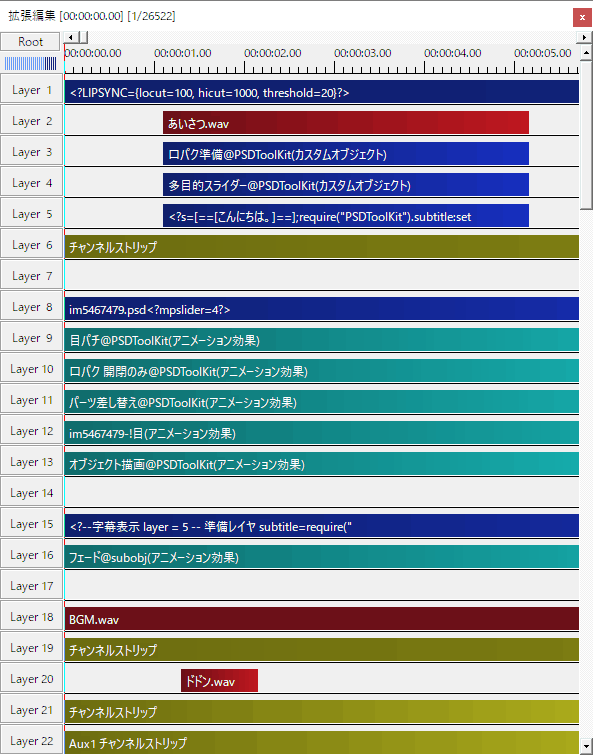 拡張編集 [00:00:00.00] [1/26522]
Root
00:00:00.00 00:00:01.00 00:00:02.00 00:00:03.00 00:00:04.00 00:00:05.00
Layer 1 <?LIPSYNC={locut=100, hicut=1000, threshold=20}?>
Layer 2 あいさつ.wav
Layer 3 口パク準備@PSDToolKit(カスタムオブジェクト)
Layer 4 多目的スライダー@PSDToolKit(カスタムオブジェクト)
Layer 5 <?s=[==[こんにちは。]==];require("PSDToolKit").subtitle:set
Layer 6 チャンネルストリップ
Layer 7
Layer 8 im5467479.psd<?mpslider=4?>
Layer 9 目パチ@PSDToolKit(アニメーション効果)
Layer 10 口パク 開閉のみ@PSDToolKit(アニメーション効果)
Layer 11 パーツ差し替え@PSDToolKit(アニメーション効果)
Layer 12 im5467479-!目(アニメーション効果)
Layer 13 オブジェクト描画@PSDToolKit(アニメーション効果)
Layer 14
Layer 15 <?--字幕表示 layer = 5 -- 準備レイヤ subtitle=require("
Layer 16 フェード@subobj(アニメーション効果)
Layer 17
Layer 18 BGM.wav
Layer 19 チャンネルストリップ
Layer 20 ドドン.wav
Layer 21 チャンネルストリップ
Layer 22 Aux1 チャンネルストリップ